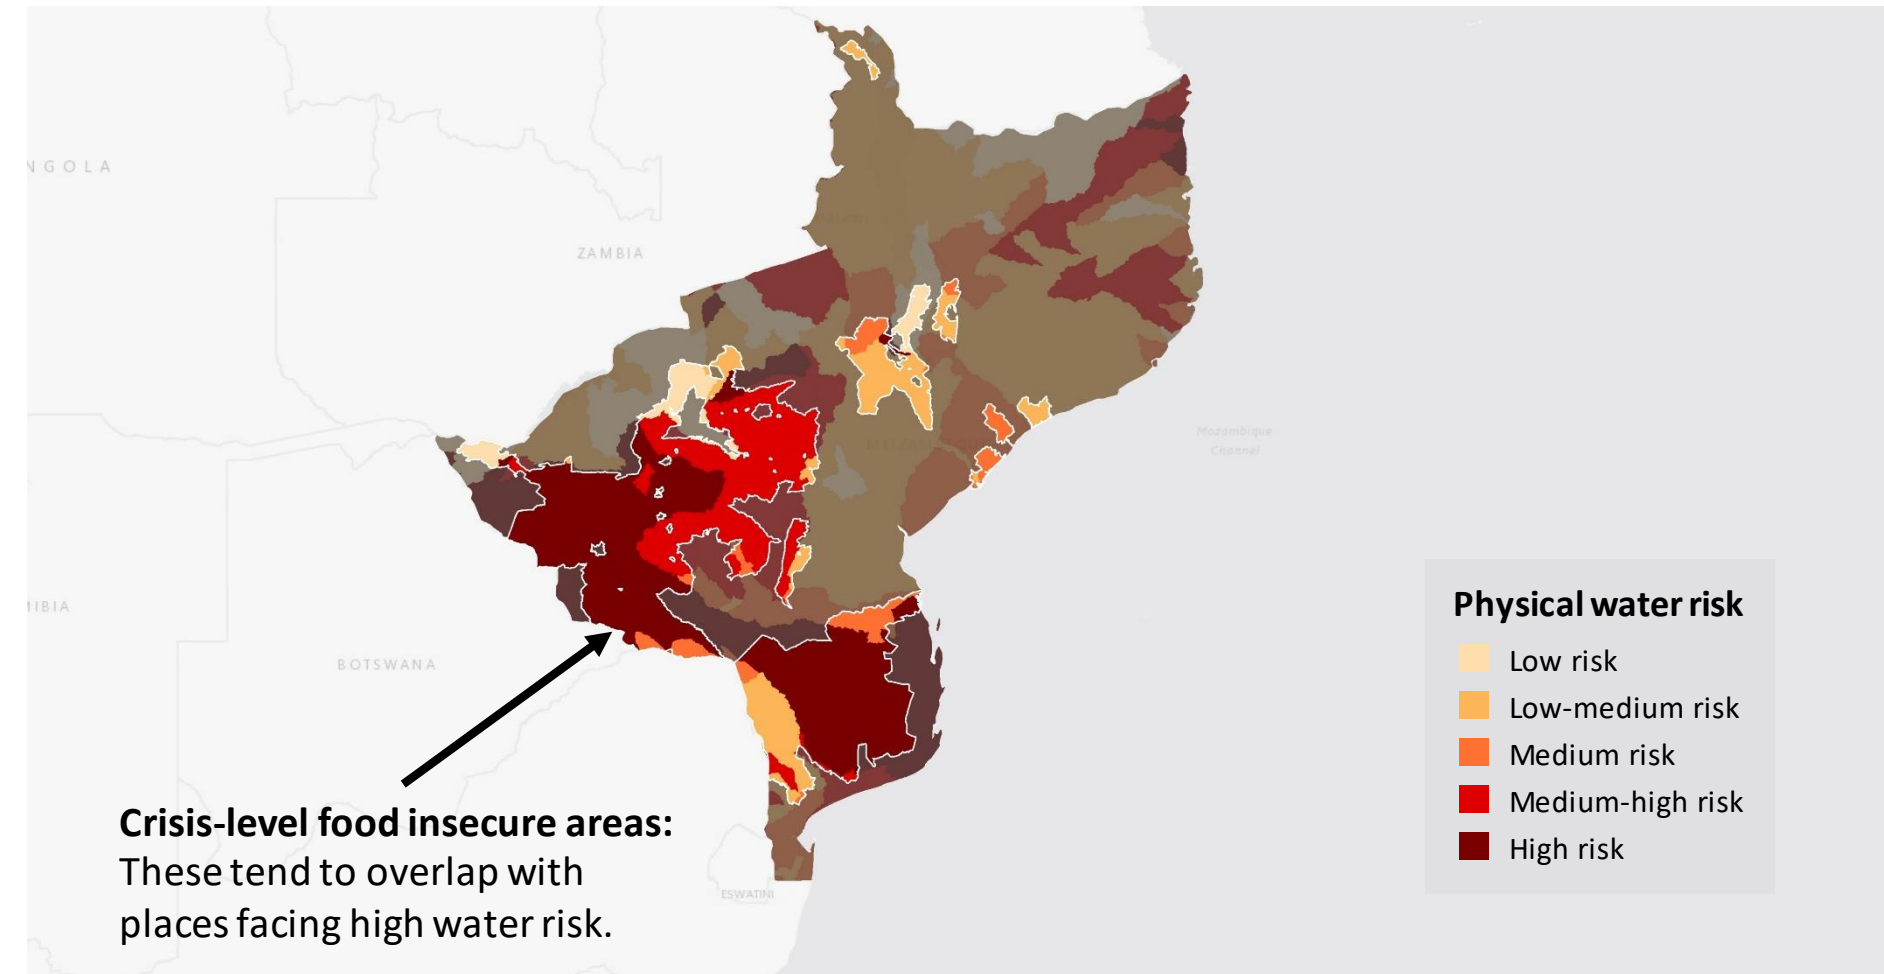 NGOLA
ZAMBIA
MIBIA
BOTSWANA
Mozambique
Channel
ESWATINI
Crisis-level food insecure areas:
These tend to overlap with
places facing high water risk.
Physical water risk
Low risk
Low-medium risk
Medium risk
Medium-high risk
High risk